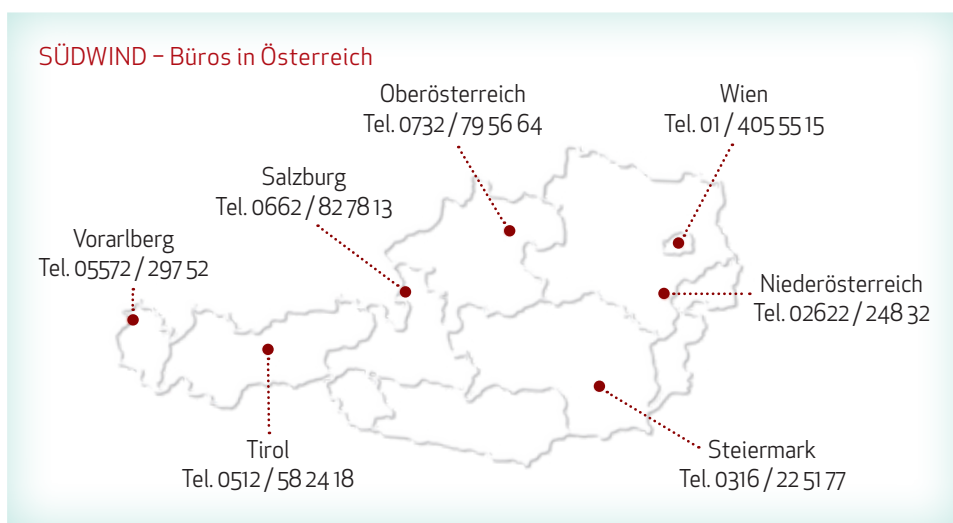 SÜDWIND – Büros in Österreich
Oberösterreich
Tel. 0732 / 79 56 64
Wien
Tel. 01 / 405 55 15
Salzburg
Tel. 0662 / 82 78 13
Vorarlberg
Tel. 05572 / 297 52
Niederösterreich
Tel. 02622 / 248 32
Tirol
Tel. 0512 / 58 24 18
Steiermark
Tel. 0316 / 22 51 77